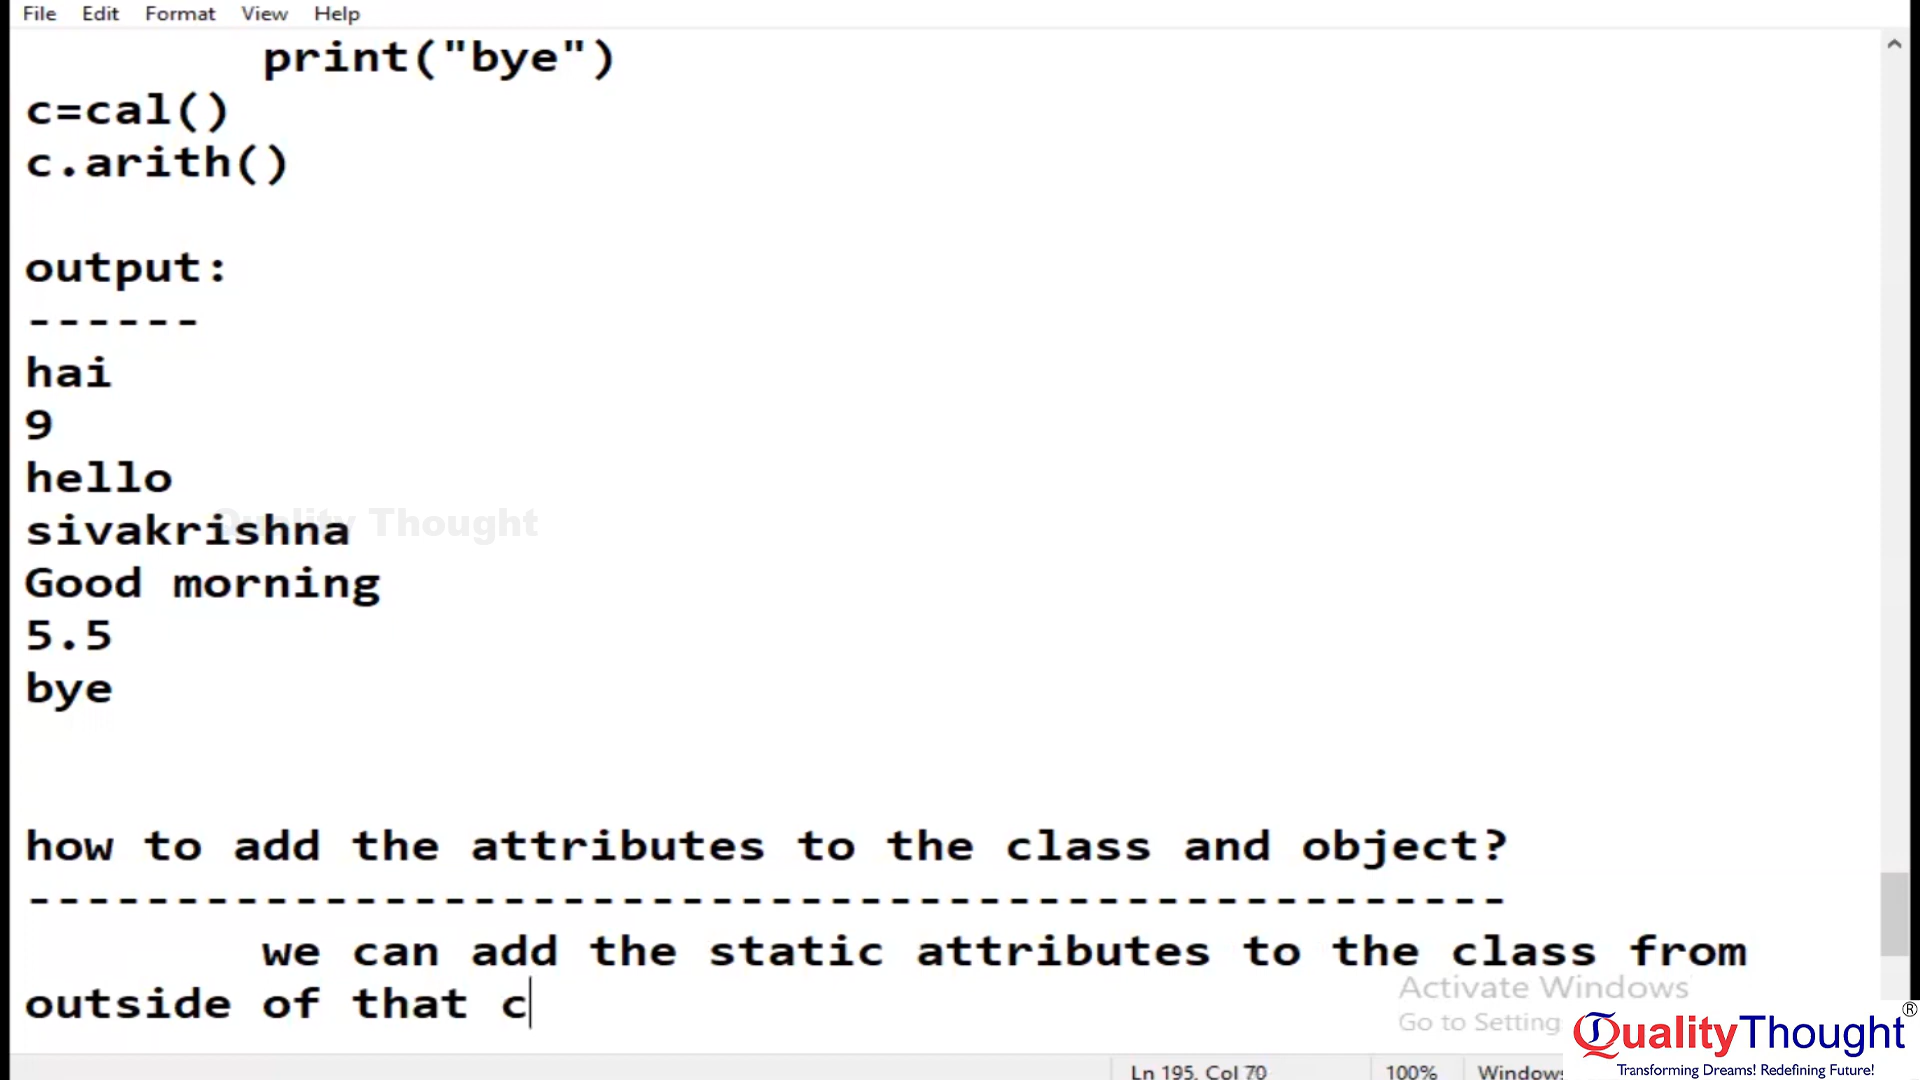 File Edit Format View Help
print("bye")
c=cal()
c.arith()
output:
------
hai
9
hello
sivakrishna
Quality Thought
Good morning
5.5
bye
how to add the attributes to the class and object?
--------------------------------------------------
we can add the static attributes to the class from
outside of that c
Activate Windows
Go to Setting
QualityThought®
Transforming Dreams! Redefining Future!
Ln 195, Col 70 100% Windows